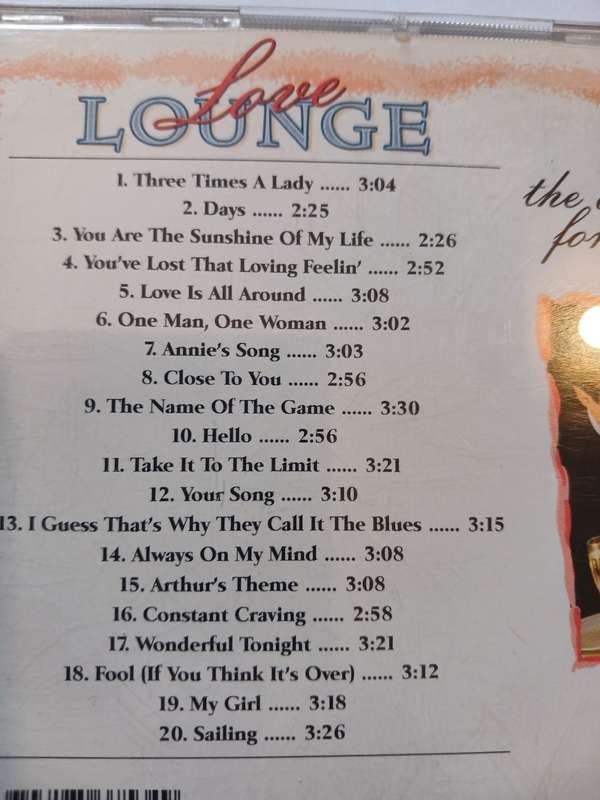 Love
LOUNGE
1. Three Times A Lady ...... 3:04
2. Days ...... 2:25
3. You Are The Sunshine Of My Life ...... 2:26
4. You've Lost That Loving Feelin' ...... 2:52
5. Love Is All Around ...... 3:08
6. One Man, One Woman ...... 3:02
7. Annie's Song ...... 3:03
8. Close To You ...... 2:56
9. The Name Of The Game ...... 3:30
10. Hello ...... 2:56
11. Take It To The Limit ...... 3:21
12. Your Song ...... 3:10
13. I Guess That's Why They Call It The Blues ...... 3:15
14. Always On My Mind ...... 3:08
15. Arthur's Theme ...... 3:08
16. Constant Craving ...... 2:58
17. Wonderful Tonight ...... 3:21
18. Fool (If You Think It's Over) ...... 3:12
19. My Girl ...... 3:18
20. Sailing ...... 3:26
the